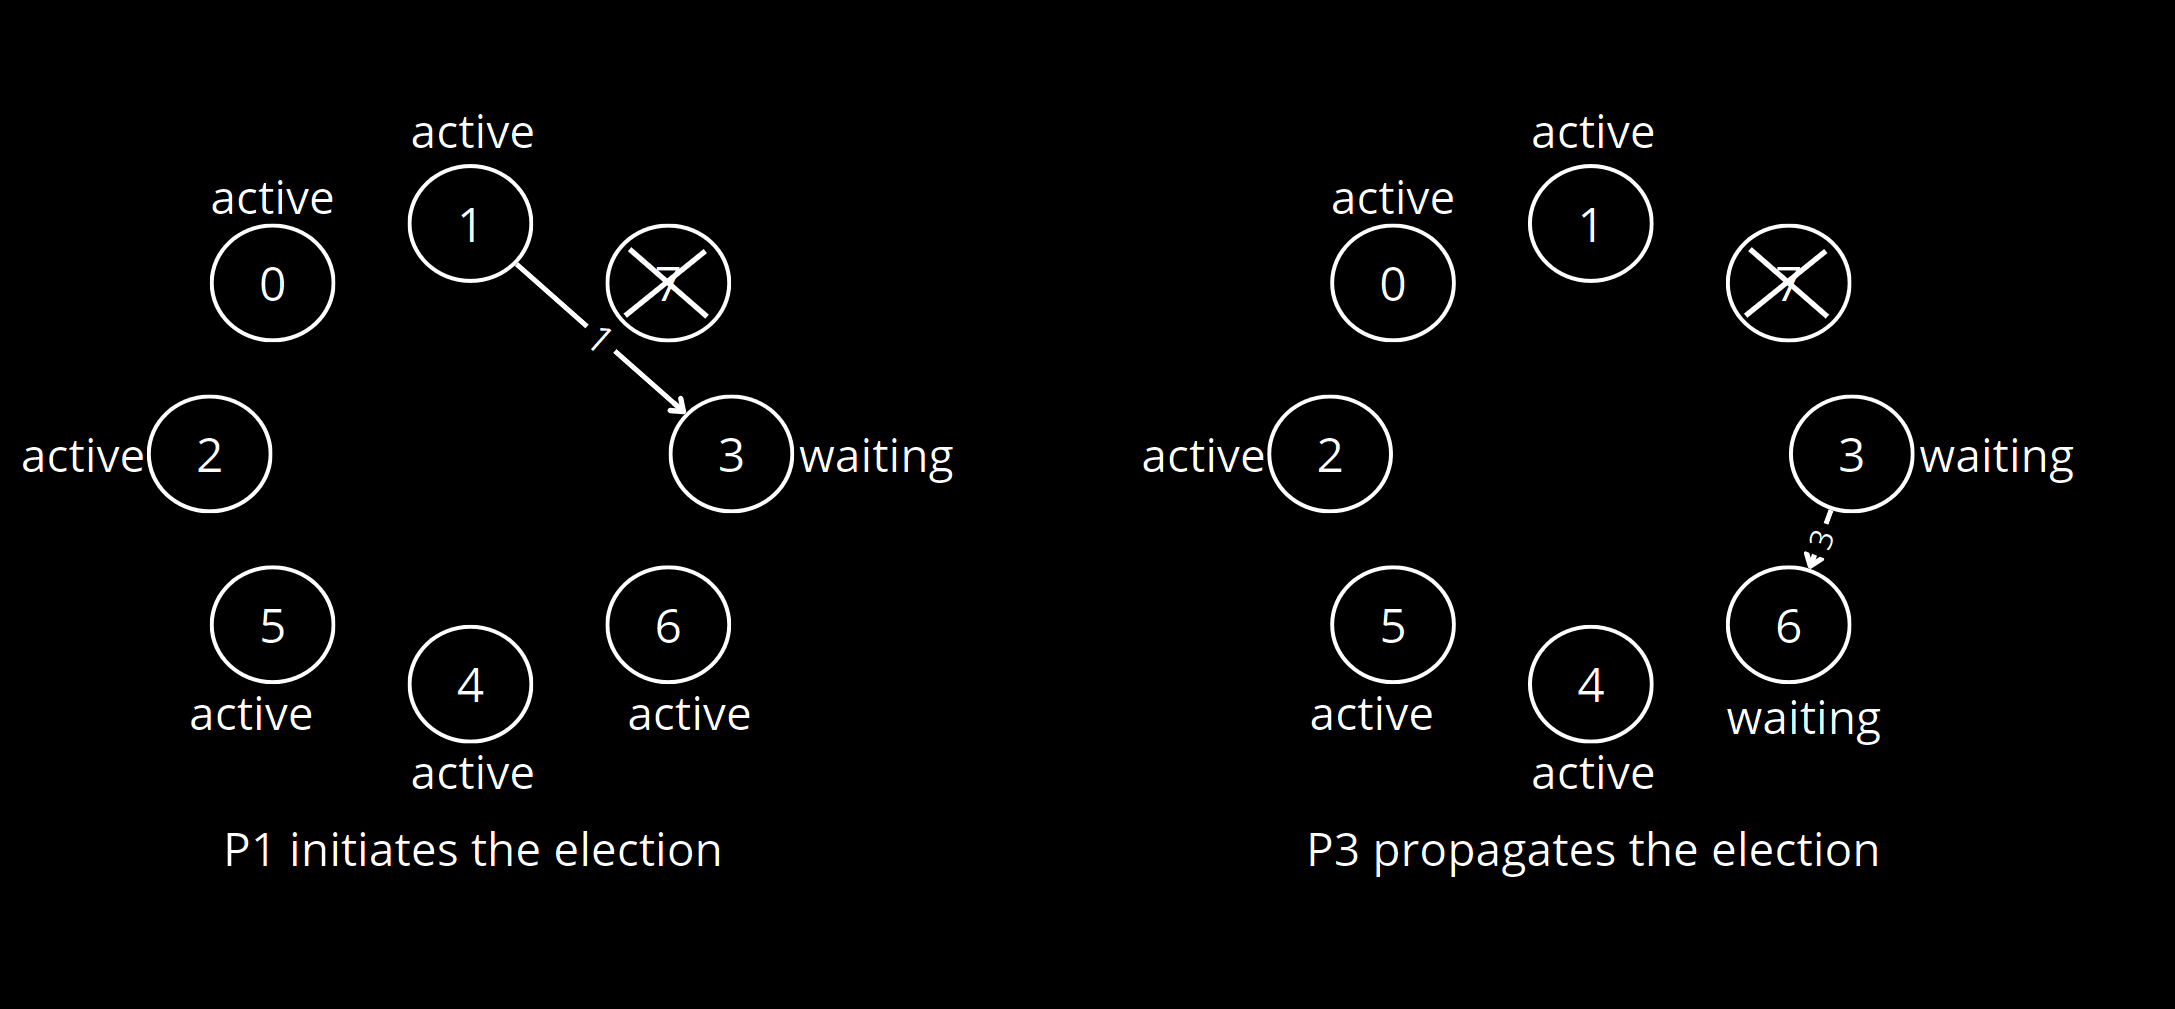 active
active
1
0
7
1
active 2
3 waiting
5
6
4
active
active
active
P1 initiates the election
active
active
1
0
7
active 2
3 waiting
3
5
6
4
active
waiting
active
P3 propagates the election